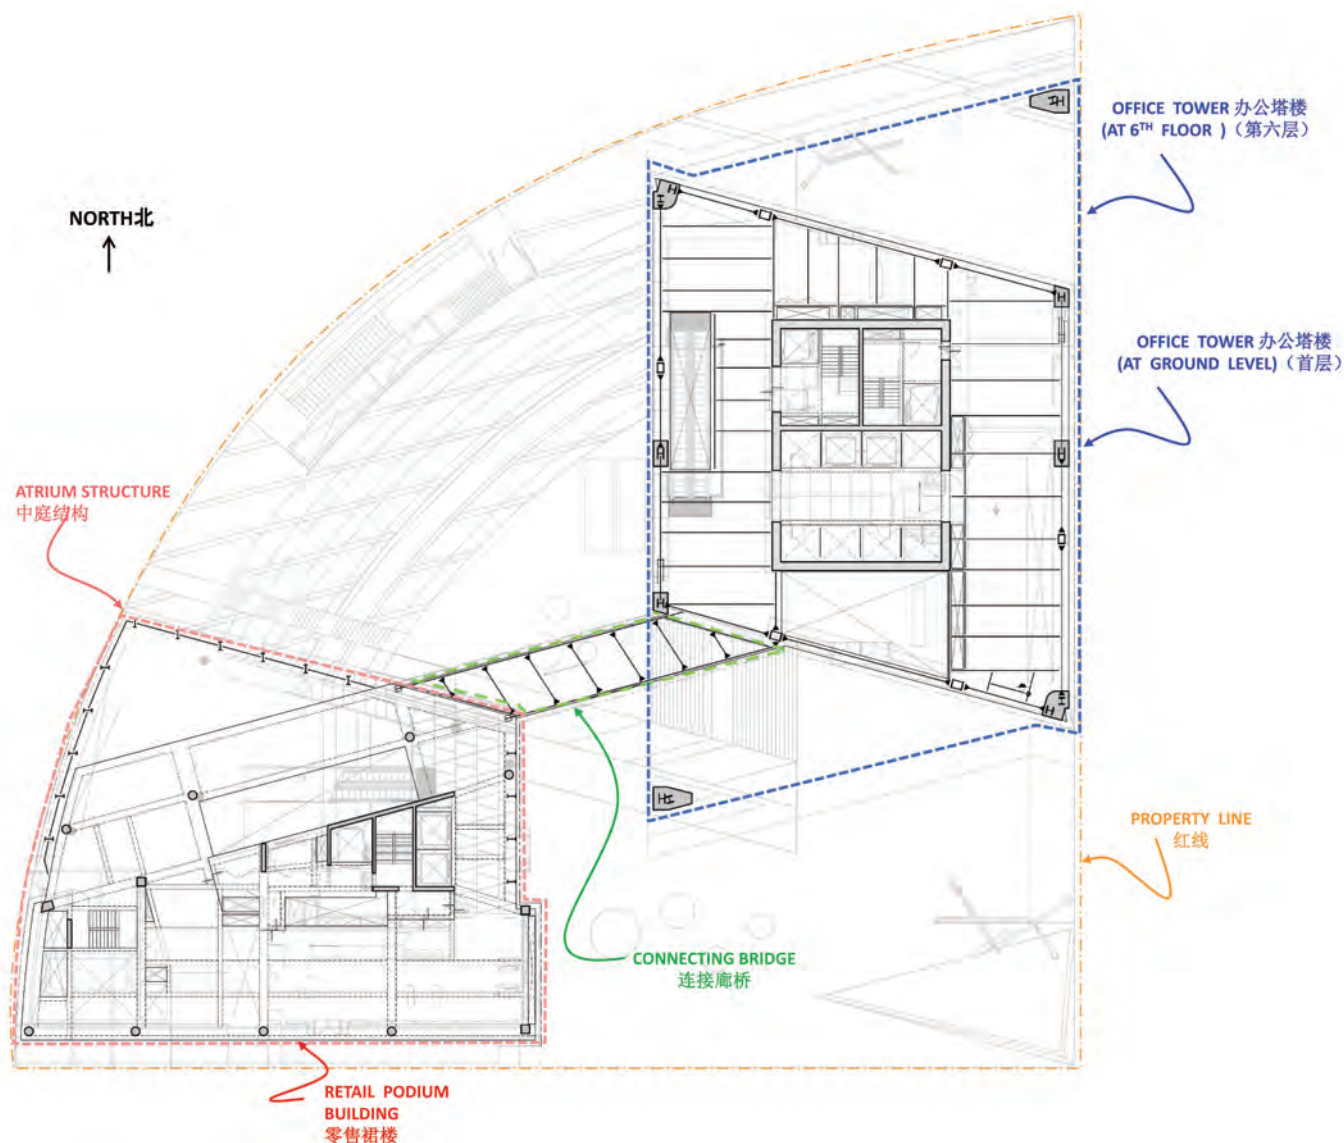 OFFICE TOWER 办公塔楼
(AT 6TH FLOOR )(第六层)
NORTH北
OFFICE TOWER 办公塔楼
(AT GROUND LEVEL)(首层)
ATRIUM STRUCTURE
中庭结构
PROPERTY LINE
红线
CONNECTING BRIDGE
连接廊桥
RETAIL PODIUM
BUILDING
零售裙楼